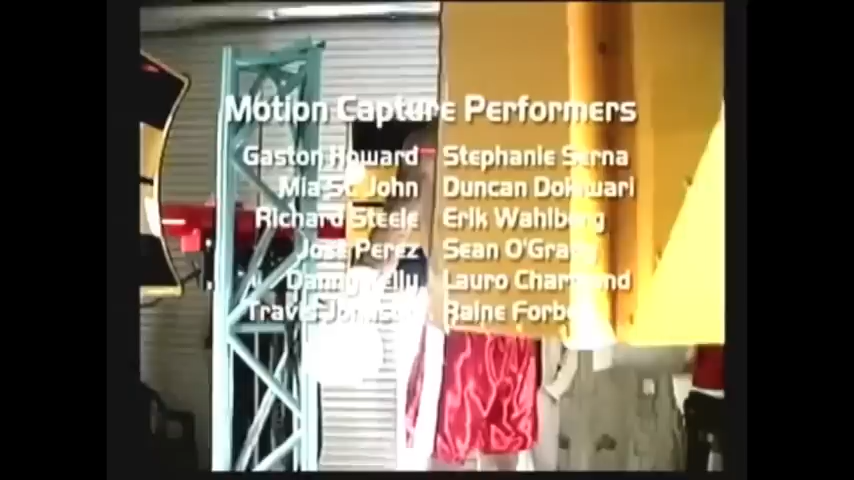 Motion Capture Performers
Gaston Howard Stephanie Serna
Mia St. John Duncan Dokiwari
Richard Steele Erik Wahlberg
Jose Perez Sean O'Grady
Danny Kelly Lauro Chartrand
Travis Johnson Raine Forbes